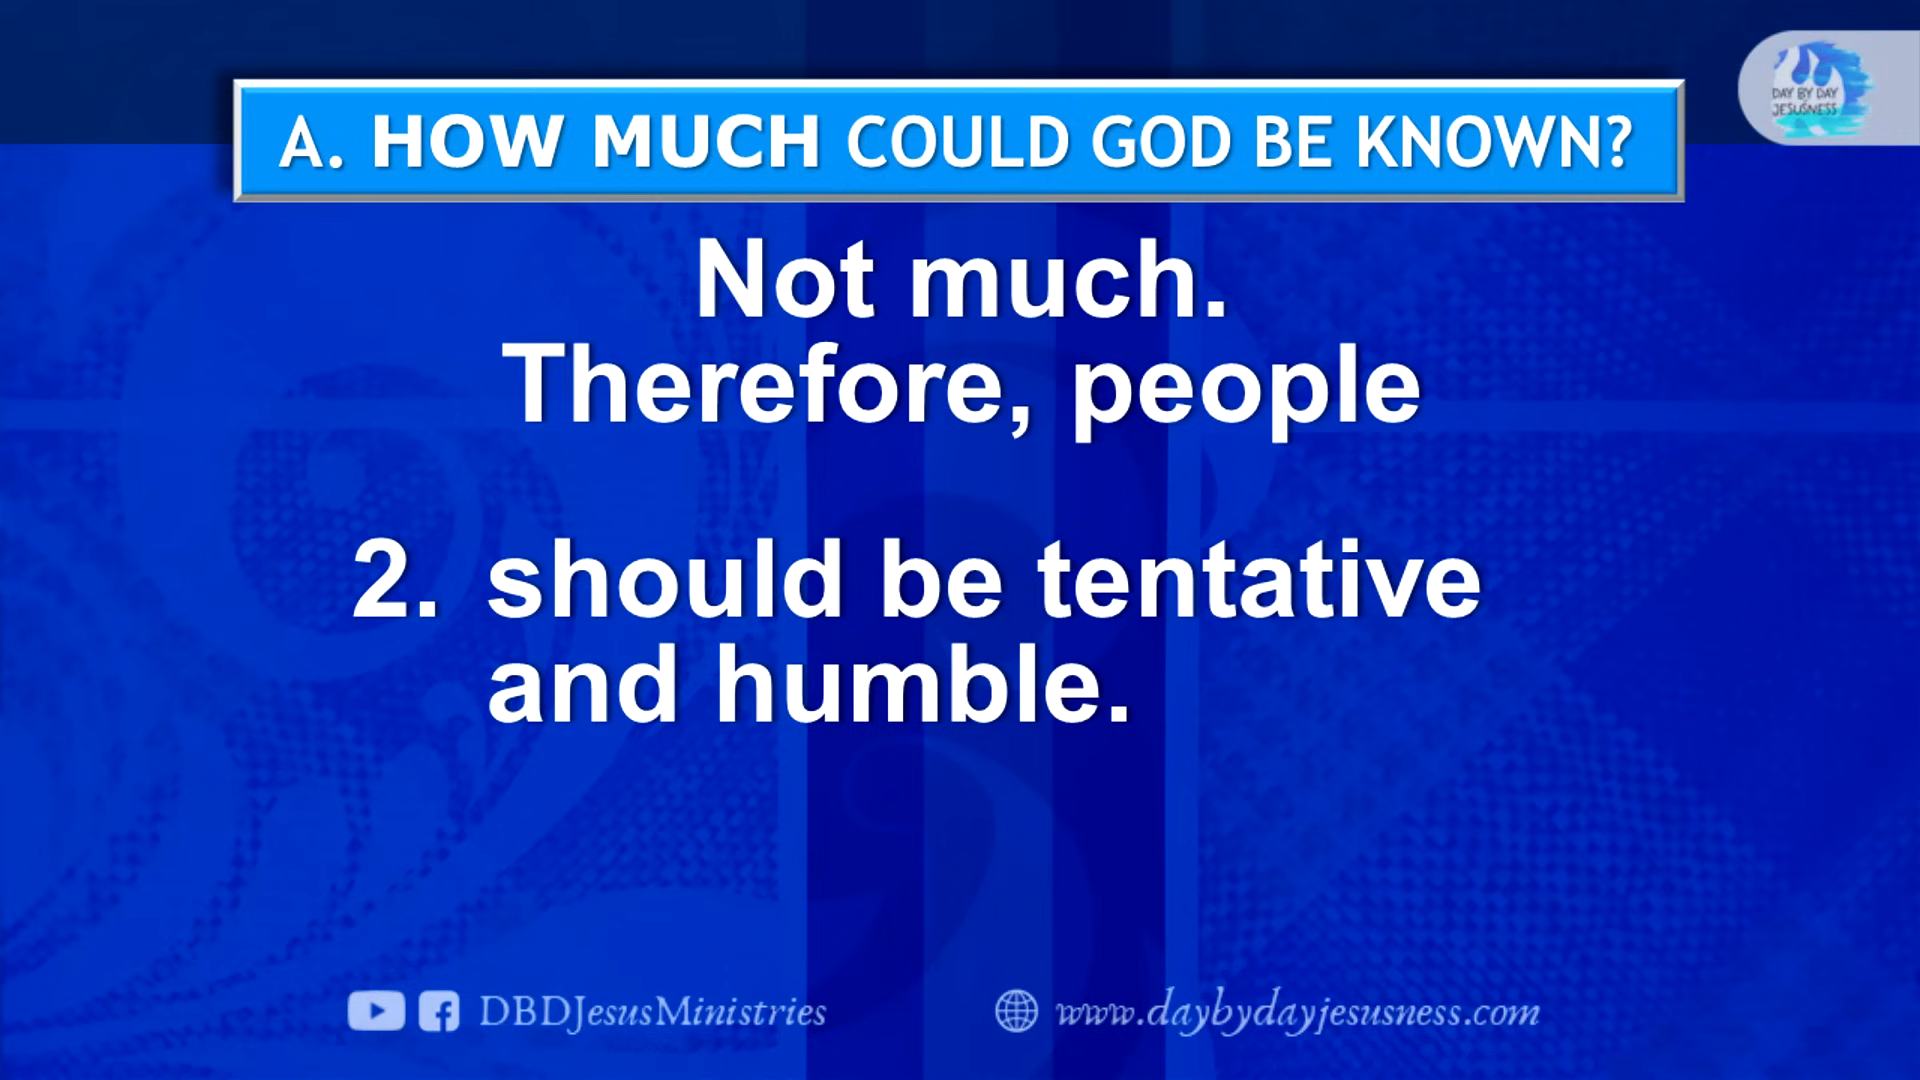 A. HOW MUCH COULD GOD BE KNOWN?
DAY BY DAY
JESUSNESS
Not much.
Therefore, people
2. should be tentative
and humble.
DBDJesusMinistries
www.daybydayjesusness.com